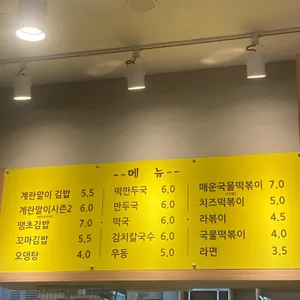 --메 뉴--
계란말이 김밥 5.5
계란말이시즌2 6.0
땡초김밥 7.0
꼬마김밥 5.5
오뎅탕 4.0
떡만두국 6.0
만두국 6.0
떡국 6.0
김치칼국수 6.0
우동 5.0
매운국물떡볶이 7.0
치즈떡볶이 5.0
라볶이 4.5
국물떡볶이 4.0
라면 3.5